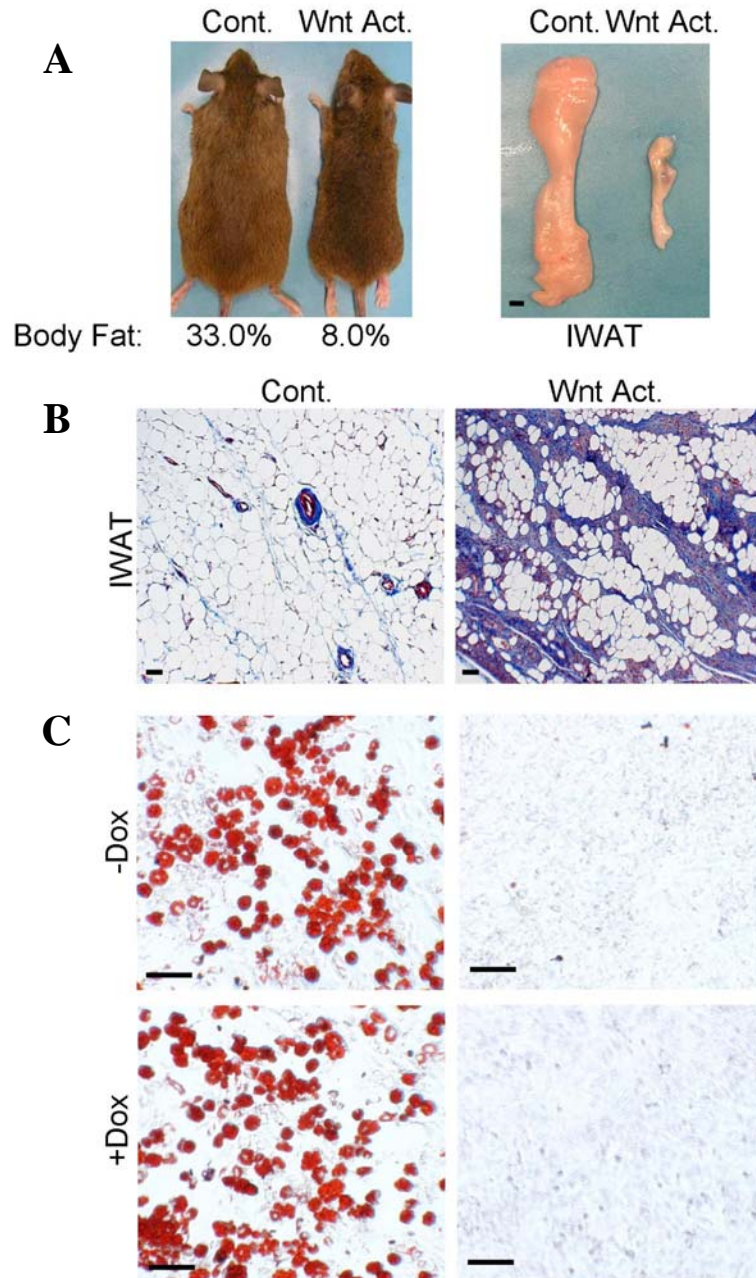 Cont. Wnt Act. Cont. Wnt Act.
A
Body Fat: 33.0% 8.0% IWAT
Cont. Wnt Act.
B
IWAT
C
-Dox
+Dox